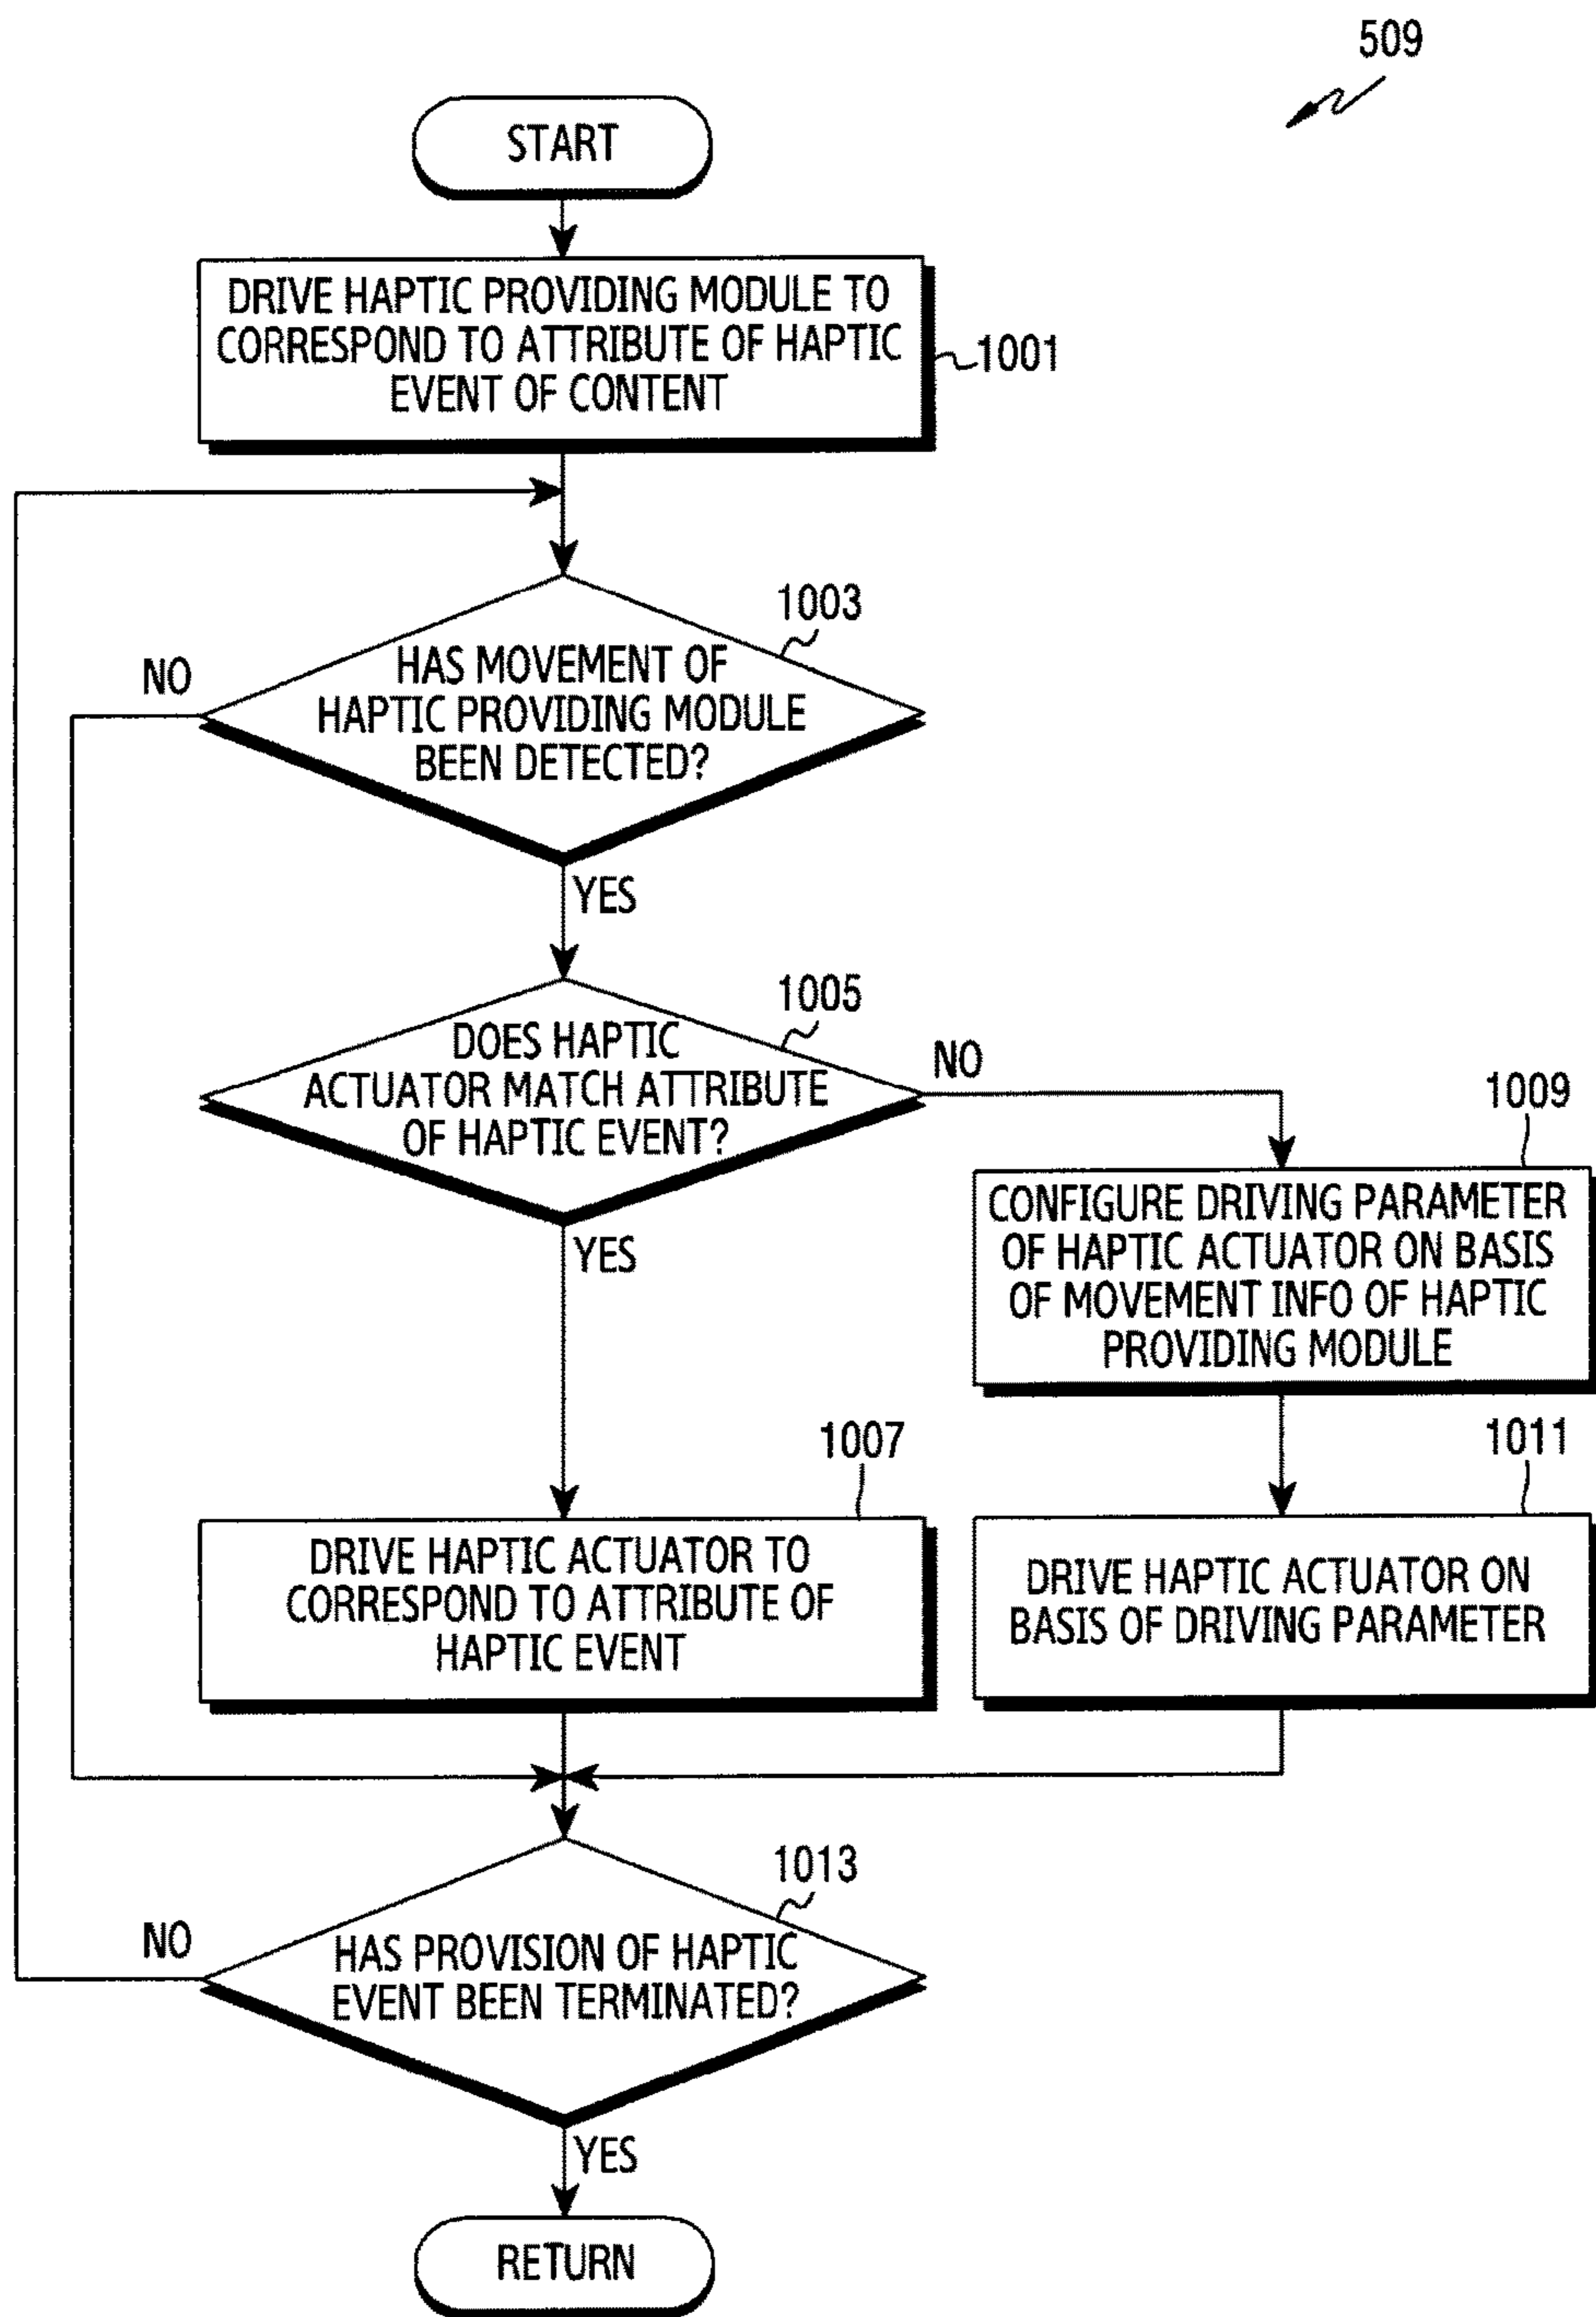 509
START
DRIVE HAPTIC PROVIDING MODULE TO
CORRESPOND TO ATTRIBUTE OF HAPTIC
EVENT OF CONTENT
1001
1003
NO
HAS MOVEMENT OF
HAPTIC PROVIDING MODULE
BEEN DETECTED?
YES
1005
DOES HAPTIC
ACTUATOR MATCH ATTRIBUTE
OF HAPTIC EVENT?
NO
YES
1009
CONFIGURE DRIVING PARAMETER
OF HAPTIC ACTUATOR ON BASIS
OF MOVEMENT INFO OF HAPTIC
PROVIDING MODULE
1007
DRIVE HAPTIC ACTUATOR TO
CORRESPOND TO ATTRIBUTE OF
HAPTIC EVENT
1011
DRIVE HAPTIC ACTUATOR ON
BASIS OF DRIVING PARAMETER
1013
NO
HAS PROVISION OF HAPTIC
EVENT BEEN TERMINATED?
YES
RETURN